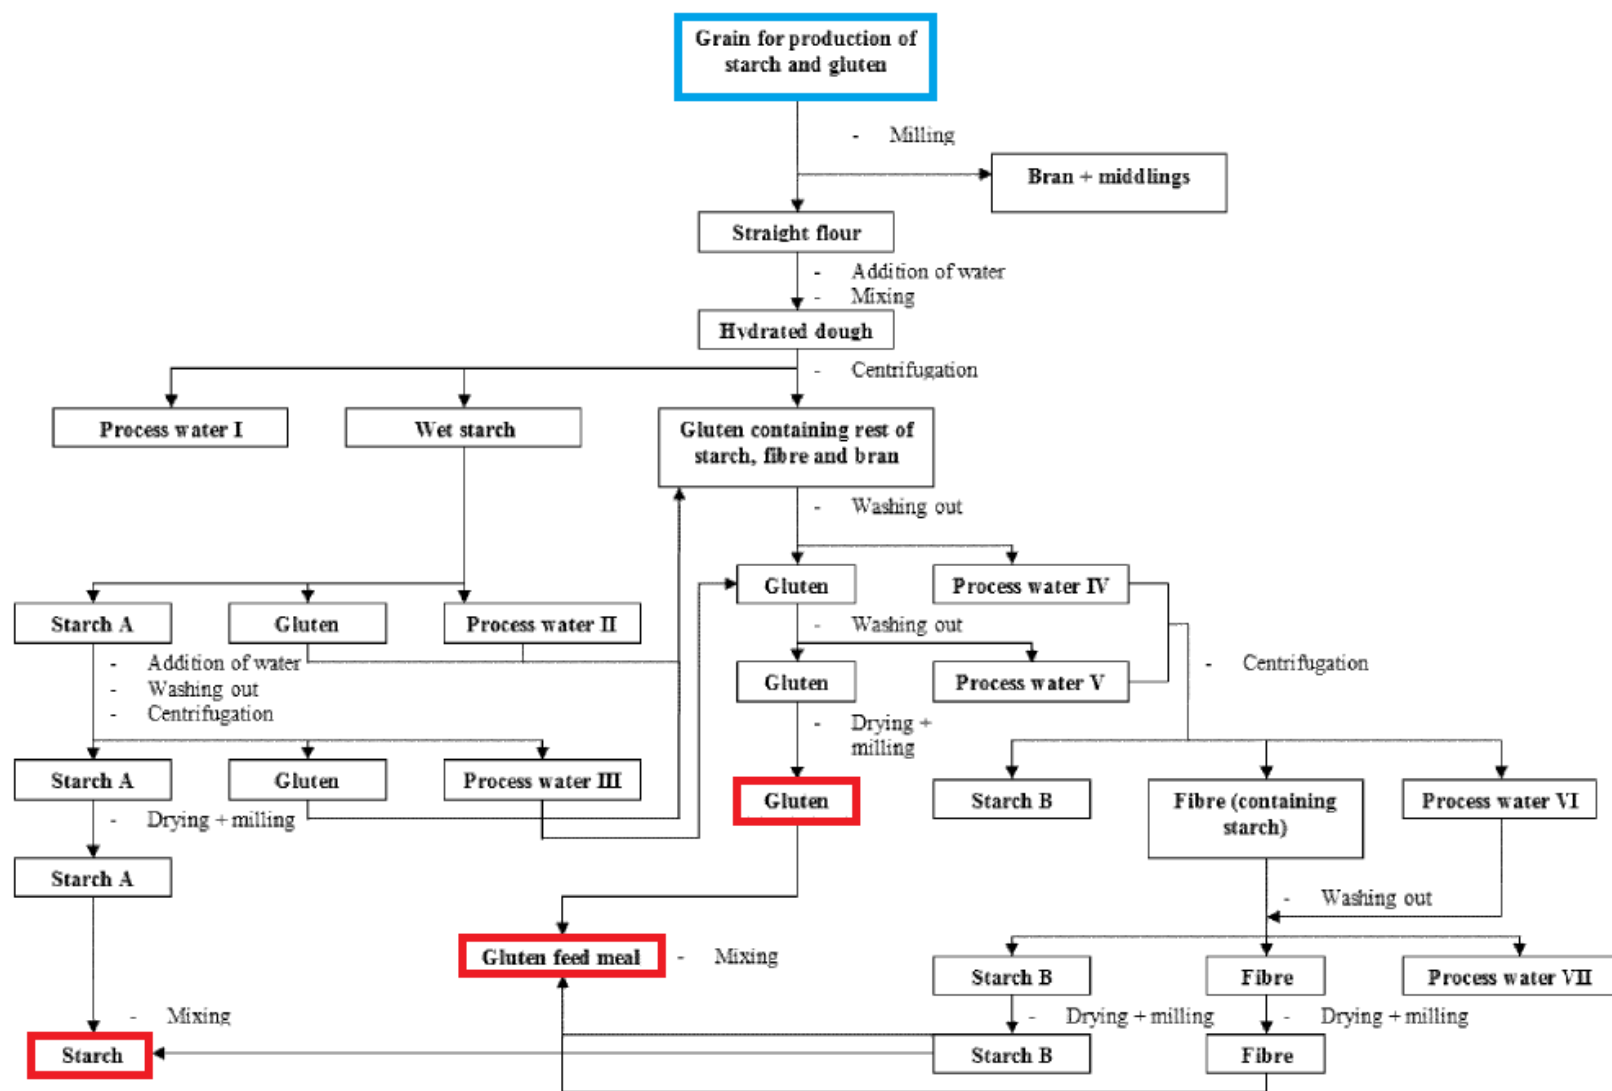 Grain for production of
starch and gluten
- Milling
Bran + middlings
Straight flour
- Addition of water
- Mixing
Hydrated dough
- Centrifugation
Process water I
Wet starch
Gluten containing rest of
starch, fibre and bran
- Washing out
Gluten
Process water IV
Starch A
Gluten
Process water II
- Washing out
- Addition of water
- Washing out
- Centrifugation
Gluten
Process water V
- Centrifugation
- Drying +
milling
Starch A
Gluten
Process water III
Gluten
Starch B
Fibre (containing
starch)
Process water VI
- Drying + milling
Starch A
- Washing out
Gluten feed meal
- Mixing
Starch B
Fibre
Process water VII
- Mixing
- Drying + milling
- Drying + milling
Starch
Starch B
Fibre